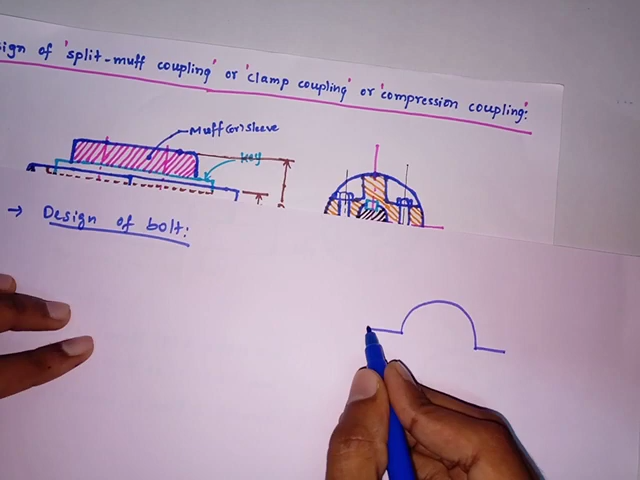 sign of 'split-muff coupling' or 'clamp coupling' or 'compression coupling':
Muff (or) sleeve
key
→ Design of bolt: